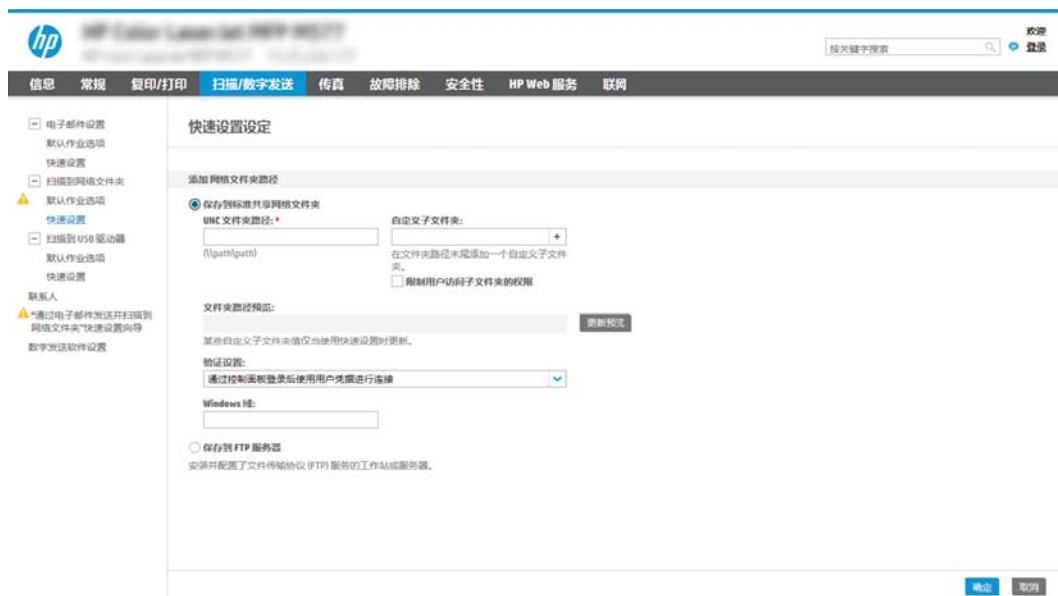 hp
欢迎
按关键字搜索
登录
信息 常规 复印/打印 扫描/数字发送 传真 故障排除 安全性 HP Web 服务 联网
电子邮件设置
默认作业选项
快速设置
扫描到网络文件夹
默认作业选项
快速设置
扫描到 USB 驱动器
默认作业选项
快速设置
联系人
“通过电子邮件发送并扫描到
网络文件夹”快速设置向导
数字发送软件设置
快速设置设定
添加网络文件夹路径
保存到标准共享网络文件夹
UNC 文件夹路径:*
(\\path\path)
自定义子文件夹:
+
在文件夹路径末尾添加一个自定义子文件
夹。
限制用户访问子文件夹的权限
文件夹路径预览:
更新预览
某些自定义子文件夹值仅当使用快速设置时更新。
验证设置:
通过控制面板登录后使用用户凭据进行连接
Windows 域:
保存到 FTP 服务器
安装并配置了文件传输协议 (FTP) 服务的工作站或服务器。
确定 取消